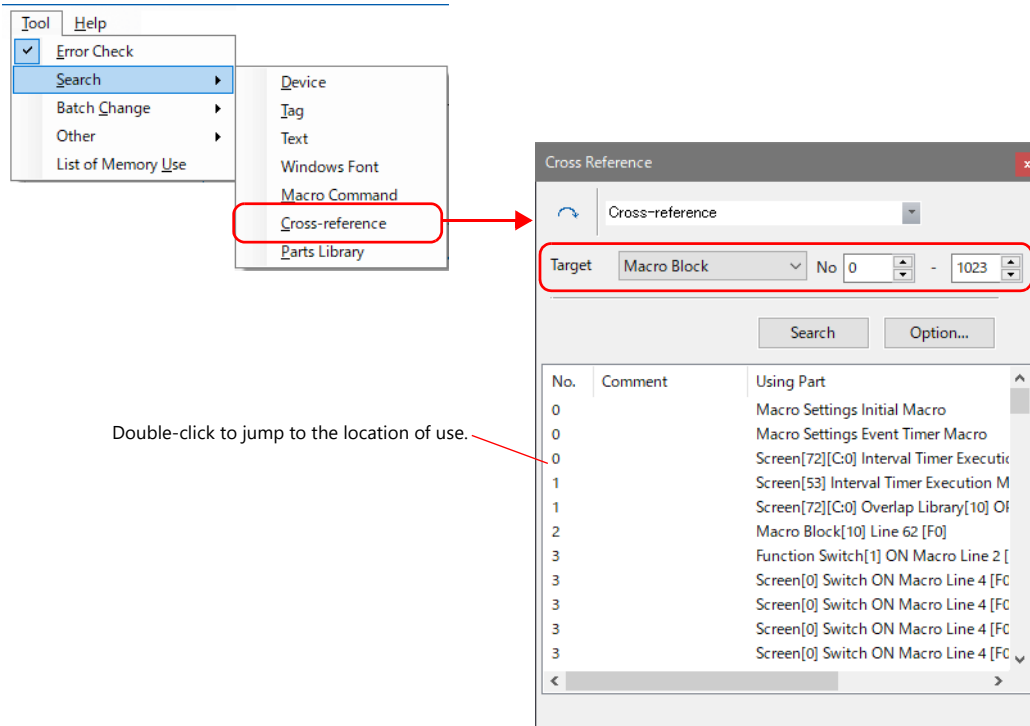 Tool Help
Error Check
Search
Batch Change
Other
List of Memory Use
Device
Tag
Text
Windows Font
Macro Command
Cross-reference
Parts Library
Cross Reference
Cross-reference
Target Macro Block No 0 - 1023
Search Option...
No. Comment Using Part
0 Macro Settings Initial Macro
0 Macro Settings Event Timer Macro
Double-click to jump to the location of use.
0 Screen[72][C:0] Interval Timer Executio
1 Screen[53] Interval Timer Execution M
1 Screen[72][C:0] Overlap Library[10]
2 Macro Block[10] Line 62 [F0]
3 Function Switch[1] ON Macro Line 2 [
3 Screen[0] Switch ON Macro Line 4 [F0
3 Screen[0] Switch ON Macro Line 4 [F0
3 Screen[0] Switch ON Macro Line 4 [F0
3 Screen[0] Switch ON Macro Line 4 [F0